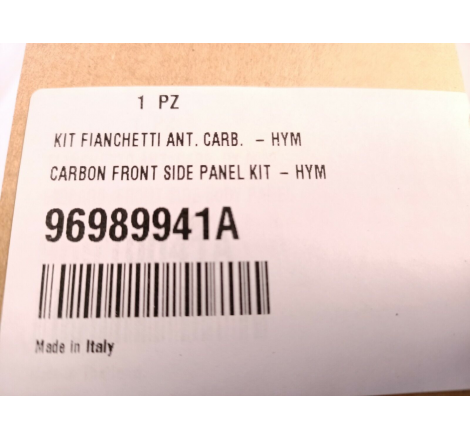 1 PZ
KIT FIANCHETTI ANT. CARB. – HYM
CARBON FRONT SIDE PANEL KIT – HYM
96989941A
Made in Italy